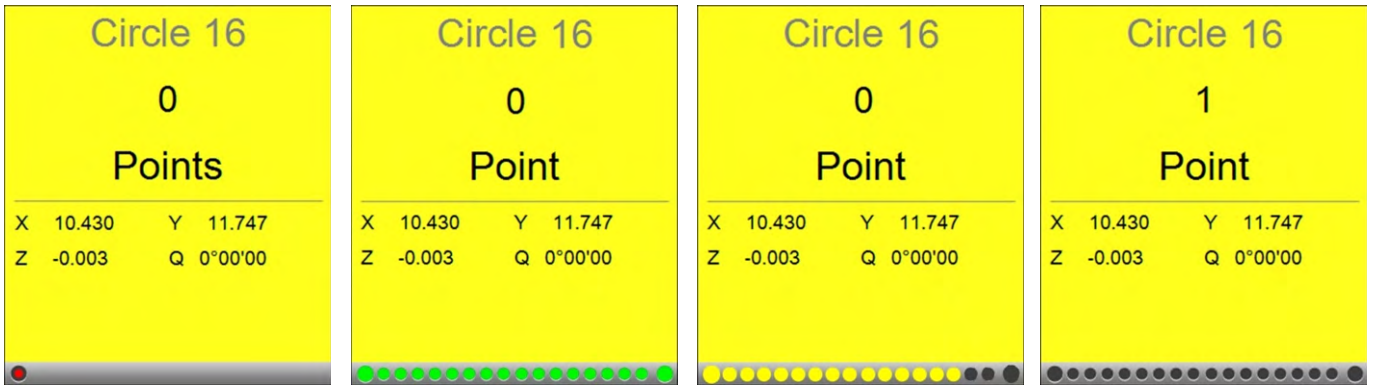 Circle 16
0
Points
X 10.430 Y 11.747
Z -0.003 Q 0°00'00
Circle 16
0
Point
X 10.430 Y 11.747
Z -0.003 Q 0°00'00
Circle 16
0
Point
X 10.430 Y 11.747
Z -0.003 Q 0°00'00
Circle 16
1
Point
X 10.430 Y 11.747
Z -0.003 Q 0°00'00